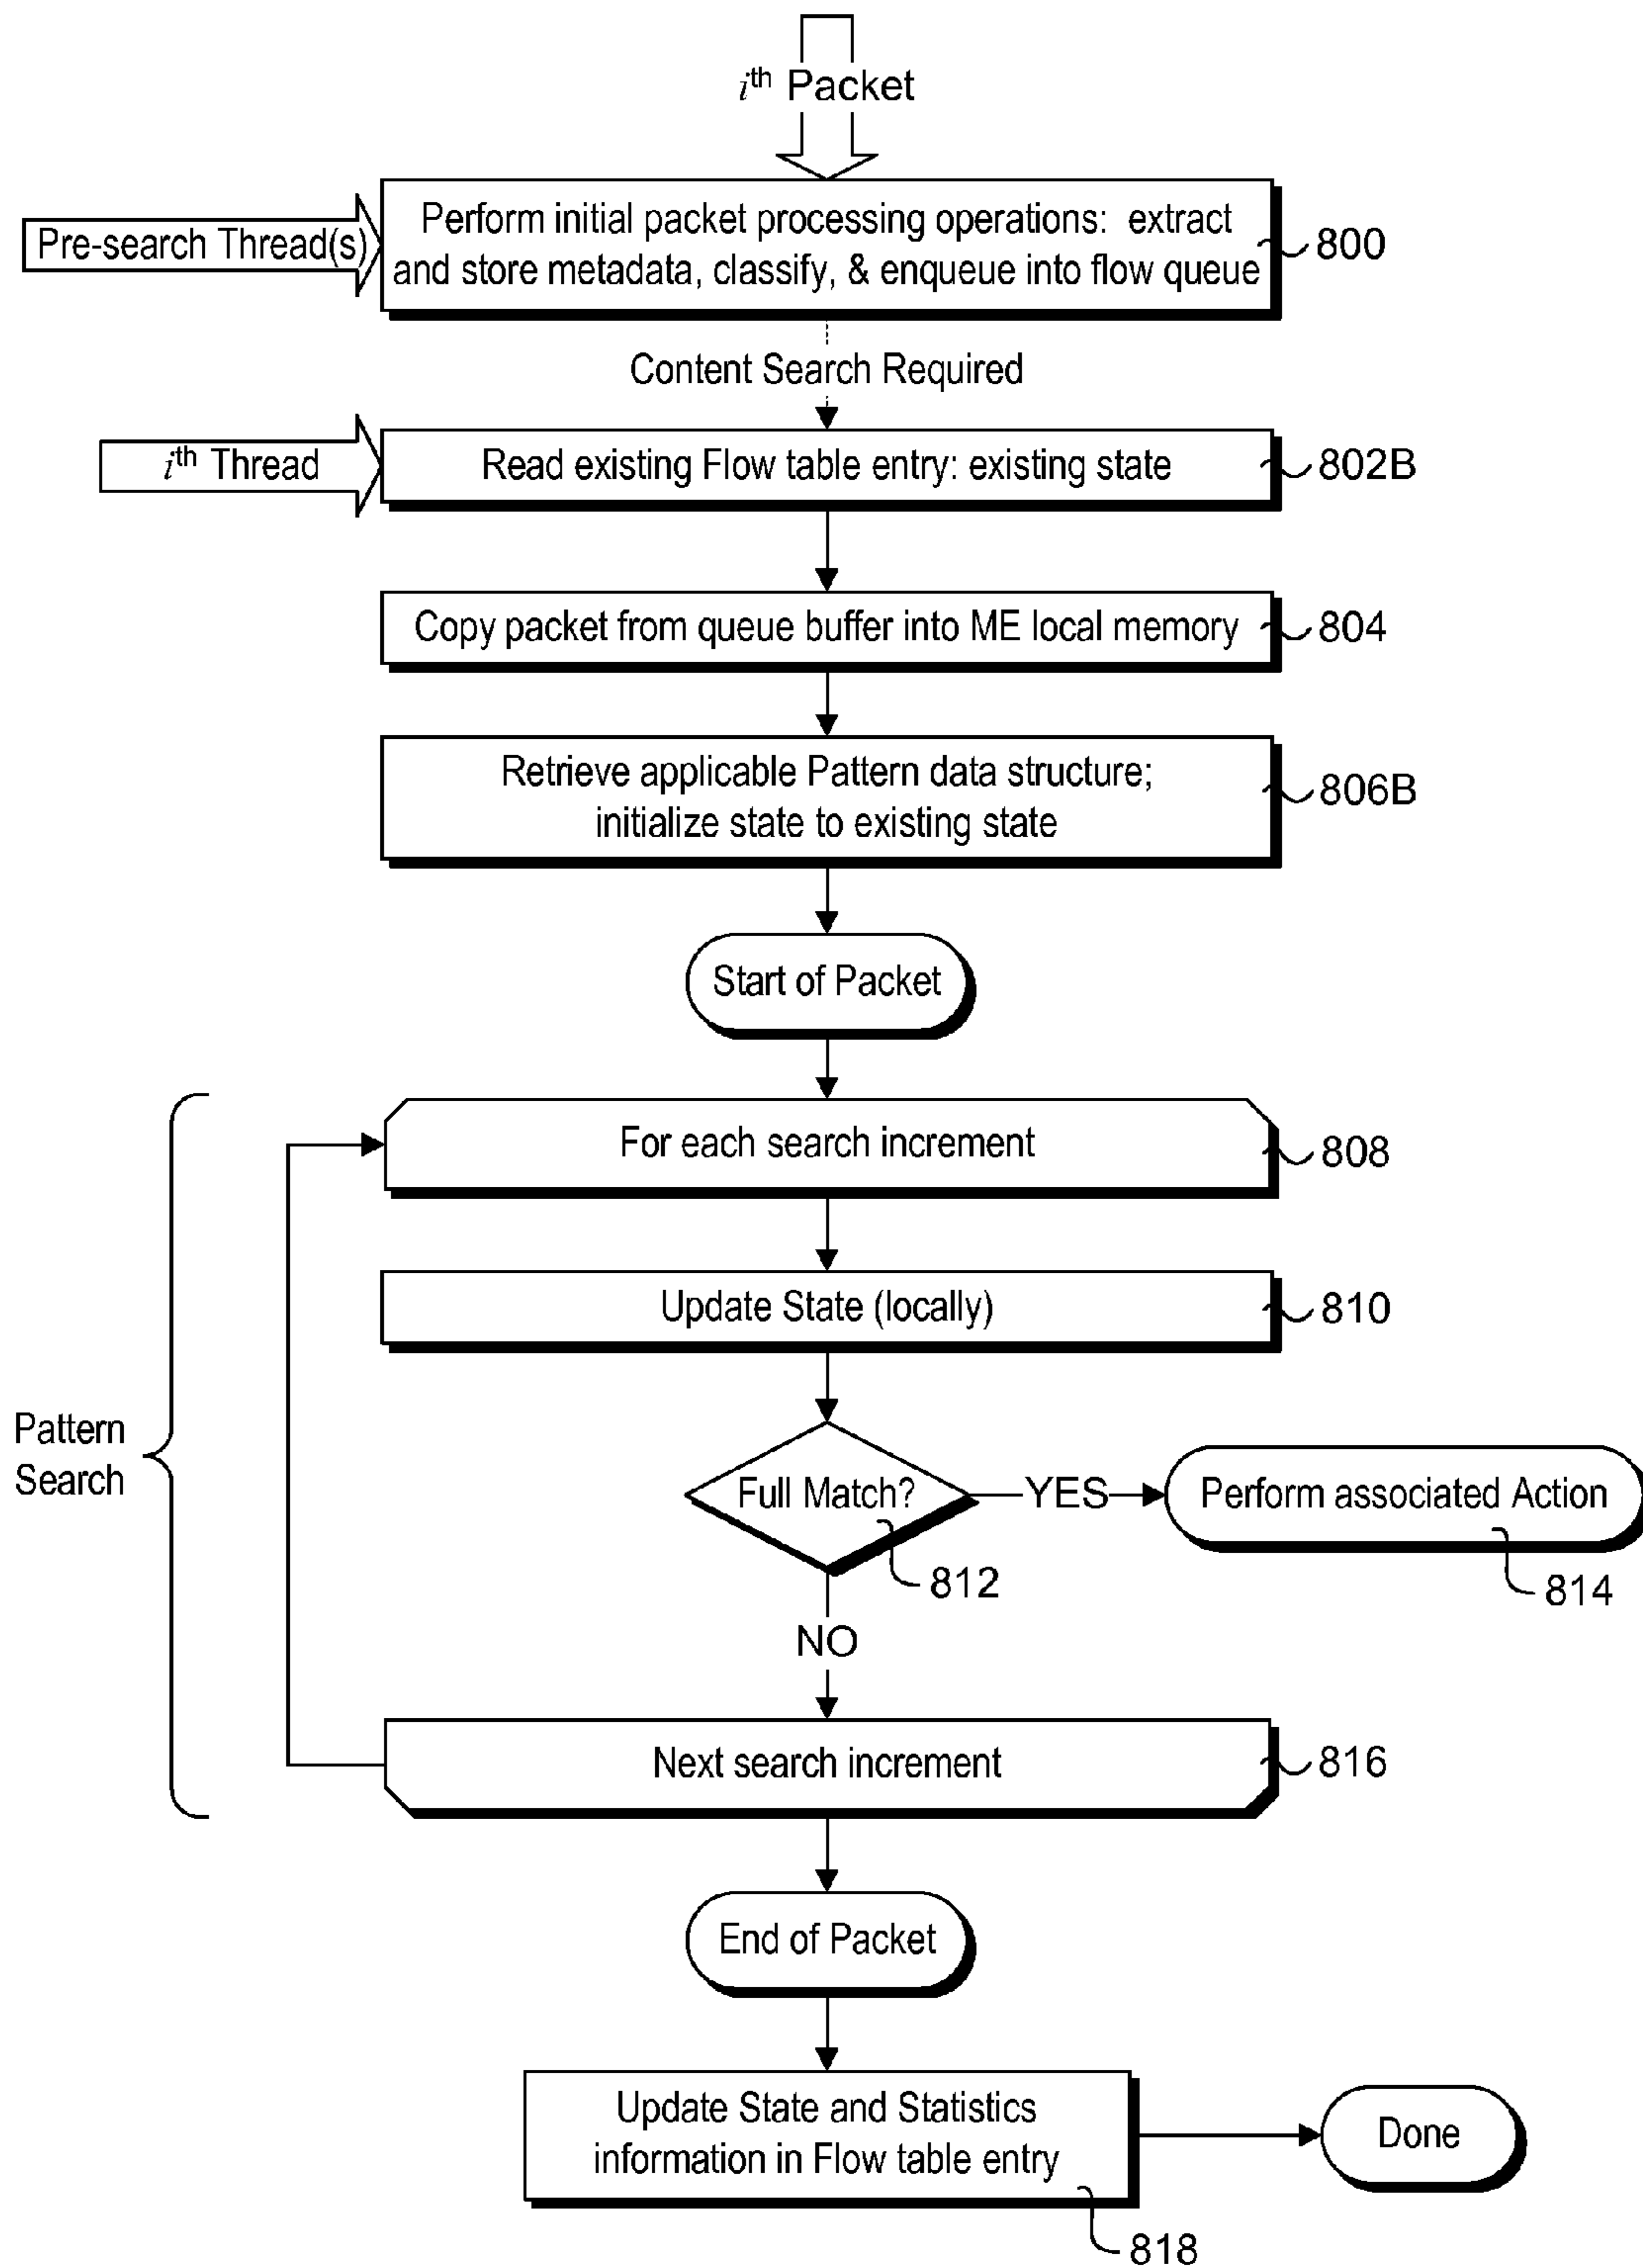 ith Packet
Pre-search Thread(s)
Perform initial packet processing operations: extract
and store metadata, classify, & enqueue into flow queue
800
Content Search Required
ith Thread
Read existing Flow table entry: existing state
802B
Copy packet from queue buffer into ME local memory
804
Retrieve applicable Pattern data structure;
initialize state to existing state
806B
Start of Packet
For each search increment
808
Update State (locally)
810
Pattern
Search
Full Match?
YES
Perform associated Action
812
814
NO
Next search increment
816
End of Packet
Update State and Statistics
information in Flow table entry
Done
818